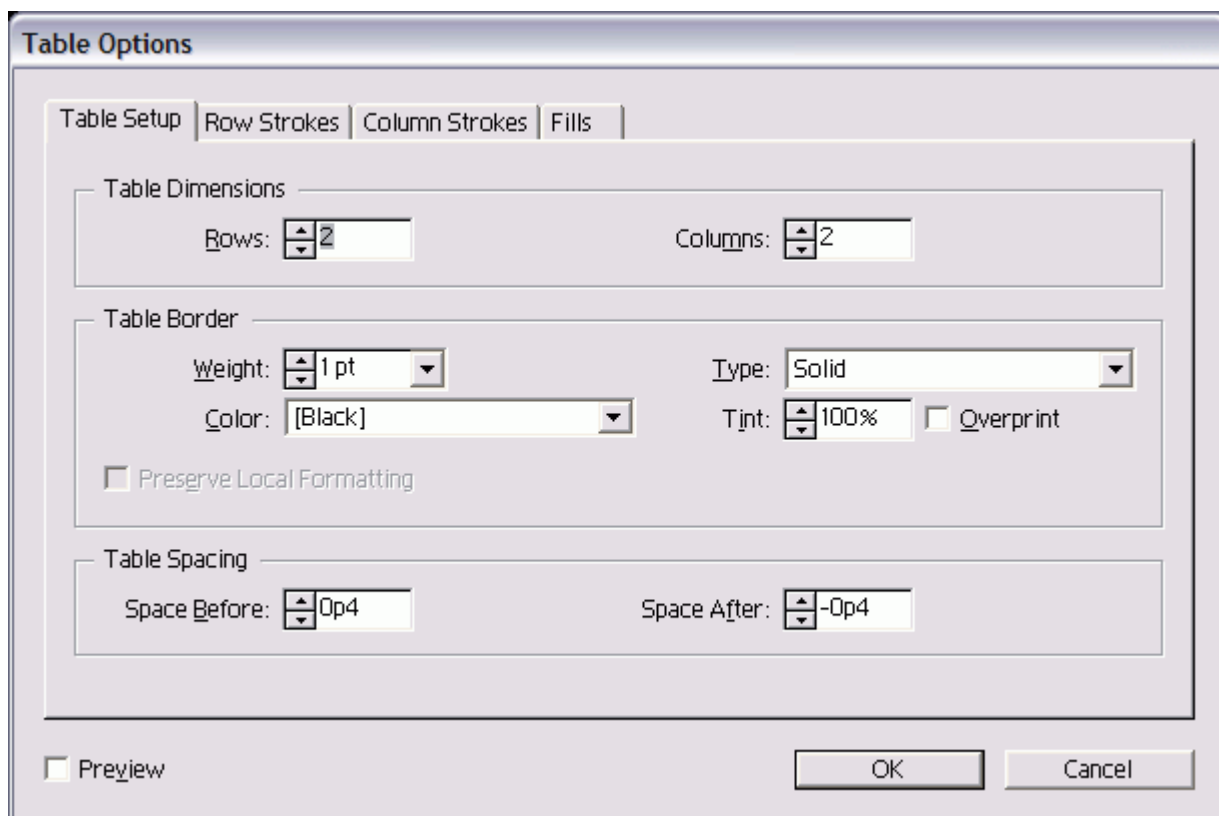 Table Options
Table Setup Row Strokes Column Strokes Fills
Table Dimensions
Rows: 2 Columns: 2
Table Border
Weight: 1 pt Type: Solid
Color: [Black] Tint: 100% Overprint
Preserve Local Formatting
Table Spacing
Space Before: 0p4 Space After: -0p4
Preview OK Cancel